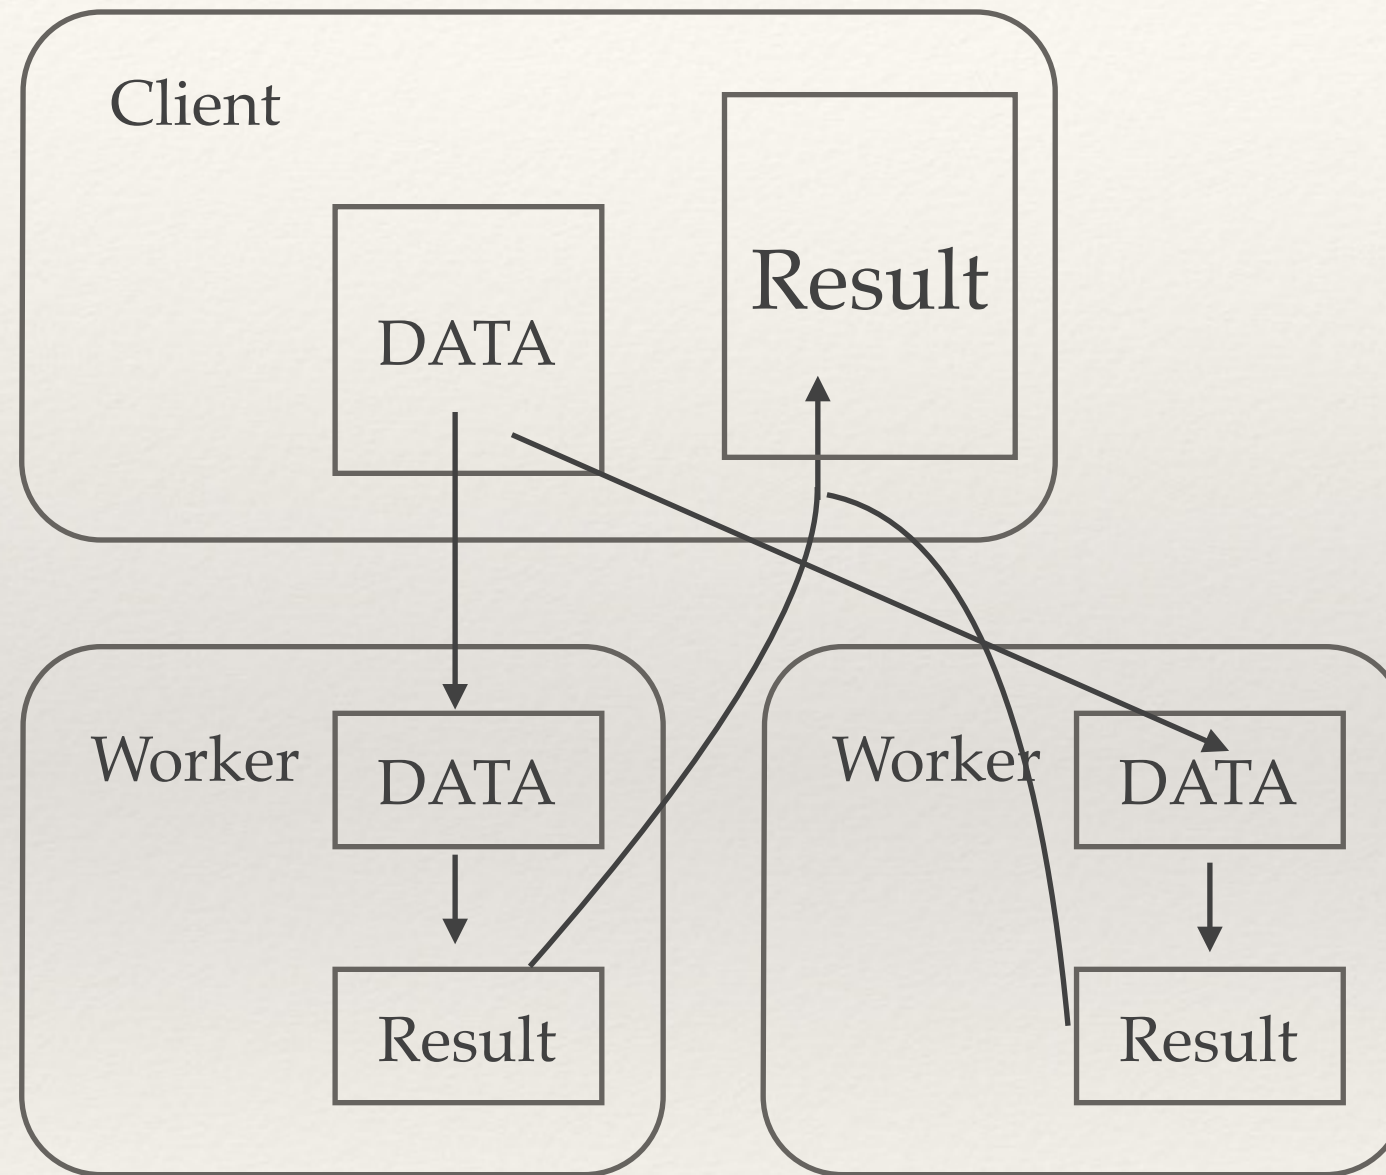 Client
Result
DATA
Worker
DATA
Result
Worker
DATA
Result